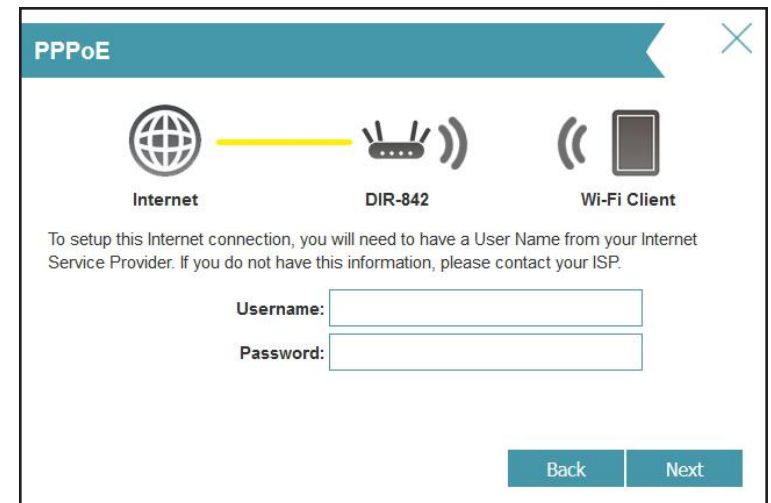 PPPoE
Internet
DIR-842
Wi-Fi Client
To setup this Internet connection, you will need to have a User Name from your Internet
Service Provider. If you do not have this information, please contact your ISP.
Username:
Password:
Back
Next